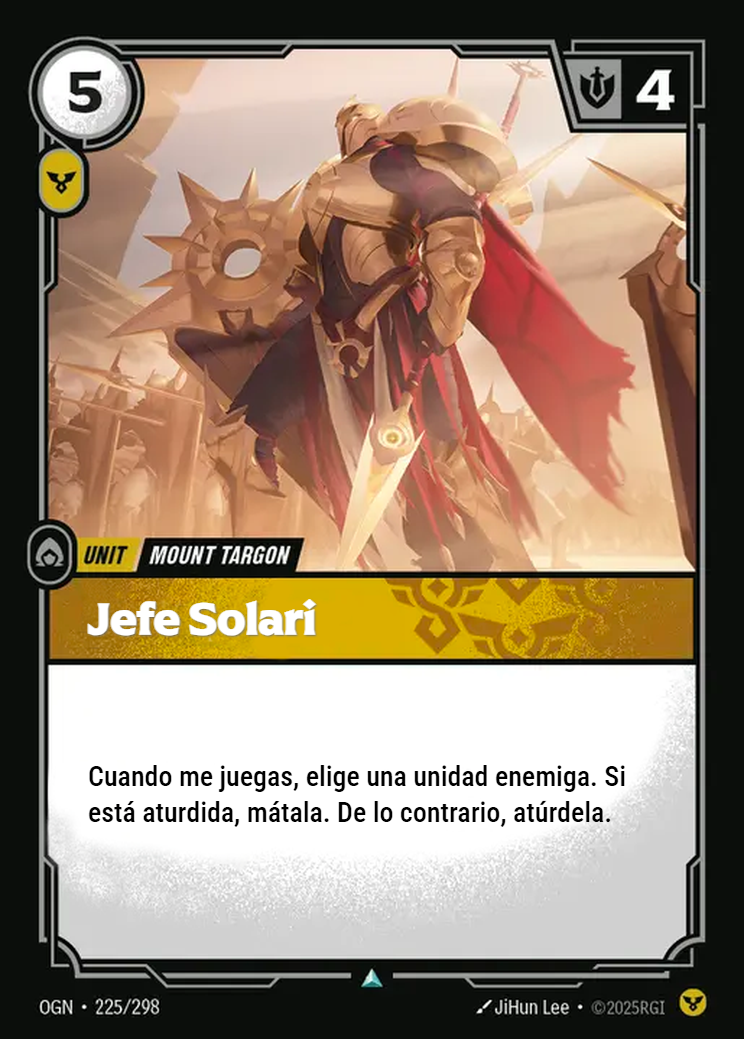 5
4
UNIT
MOUNT TARGON
Jefe Solari
Cuando me juegas, elige una unidad enemiga. Si
está aturdida, mátala. De lo contrario, atúrdela.
OGN • 225/298
JiHun Lee • ©2025RGI